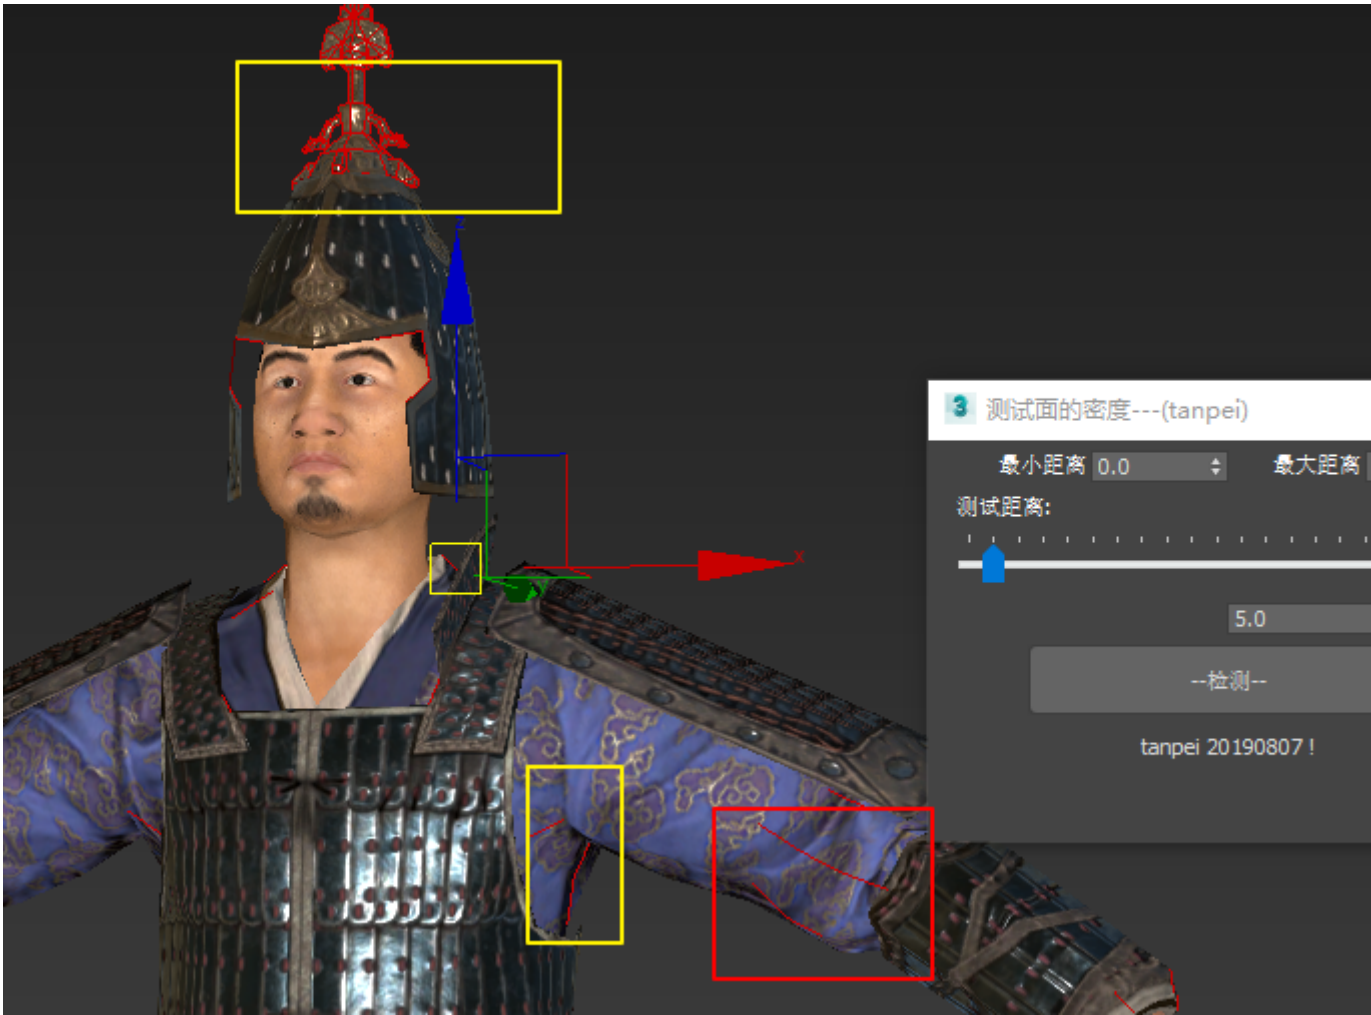 z
3 测试面的密度---(tanpei)
最小距离 0.0 最大距离
测试距离:
x
5.0
--检测--
tanpei 20190807 !